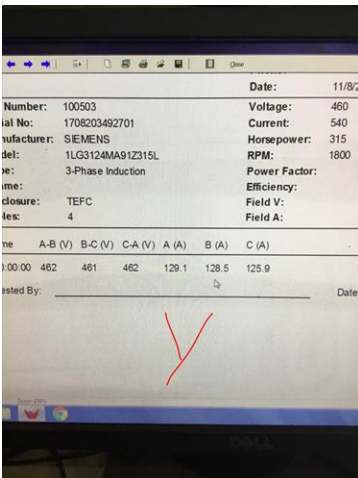 Close
Date: 11/8/2
Number: 100503 Voltage: 460
ial No: 1708203492701 Current: 540
nufacturer: SIEMENS Horsepower: 315
del: 1LG3124MA91Z315L RPM: 1800
pe: 3-Phase Induction Power Factor:
me: Efficiency:
closure: TEFC Field V:
les: 4 Field A:
me A-B (V) B-C (V) C-A (V) A (A) B (A) C (A)
0:00:00 462 461 462 129.1 128.5 125.9
ested By: Date
Y
DELL